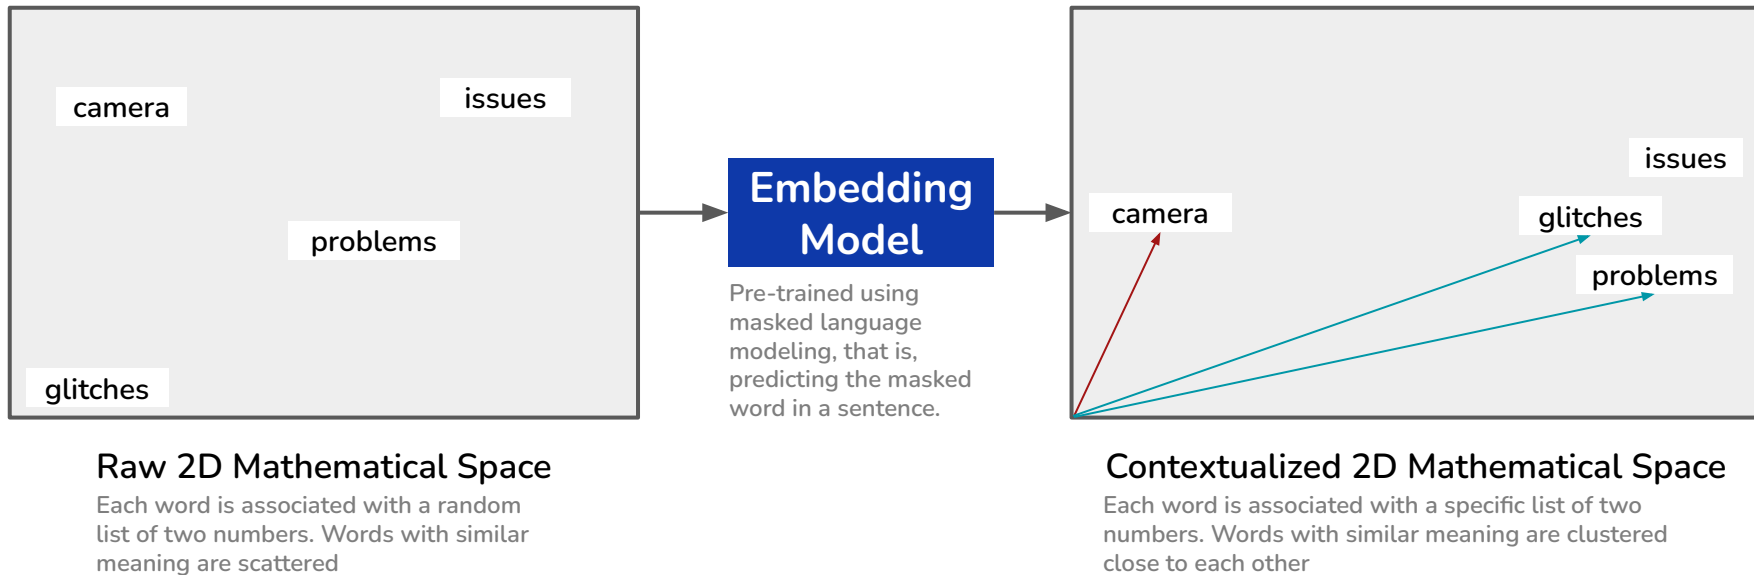 camera
issues
problems
glitches
Raw 2D Mathematical Space
Each word is associated with a random
list of two numbers. Words with similar
meaning are scattered
Embedding
Model
Pre-trained using
masked language
modeling, that is,
predicting the masked
word in a sentence.
issues
camera
glitches
problems
Contextualized 2D Mathematical Space
Each word is associated with a specific list of two
numbers. Words with similar meaning are clustered
close to each other